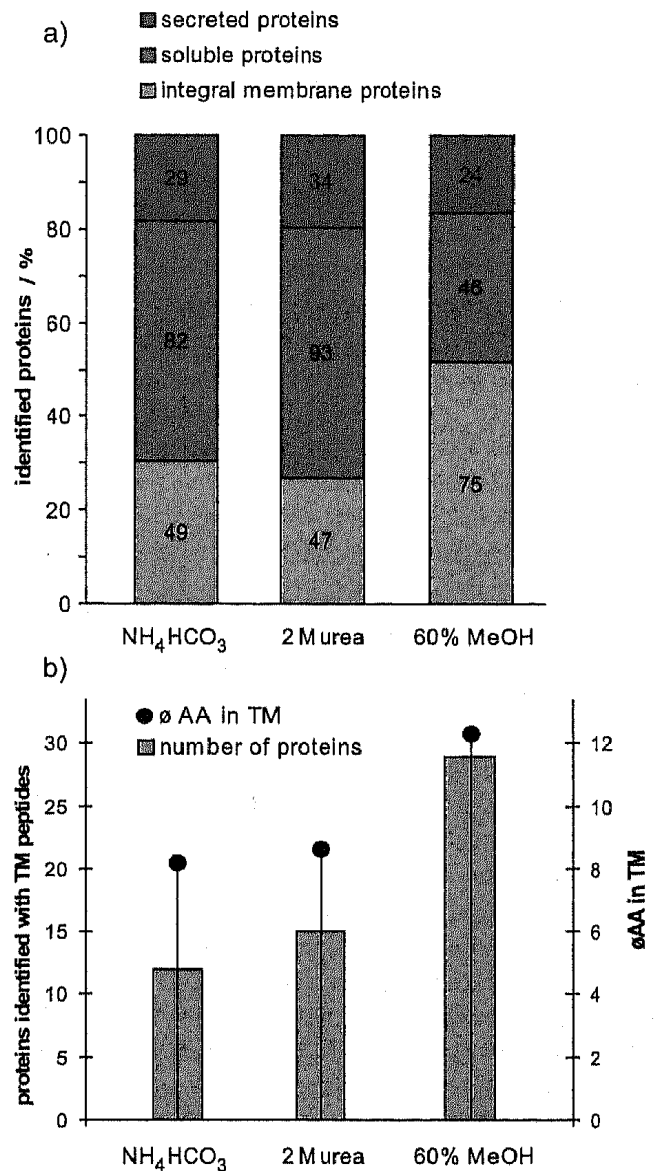 a)
secreted proteins
soluble proteins
integral membrane proteins
identified proteins / %
100
80
60
40
20
0
29
82
49
34
93
47
24
46
75
NH4HCO3
2 M urea
60% MeOH
b)
ø AA in TM
number of proteins
proteins identified with TM peptides
30
25
20
15
10
5
0
øAA in TM
12
10
8
6
4
2
0
NH4HCO3
2 M urea
60% MeOH